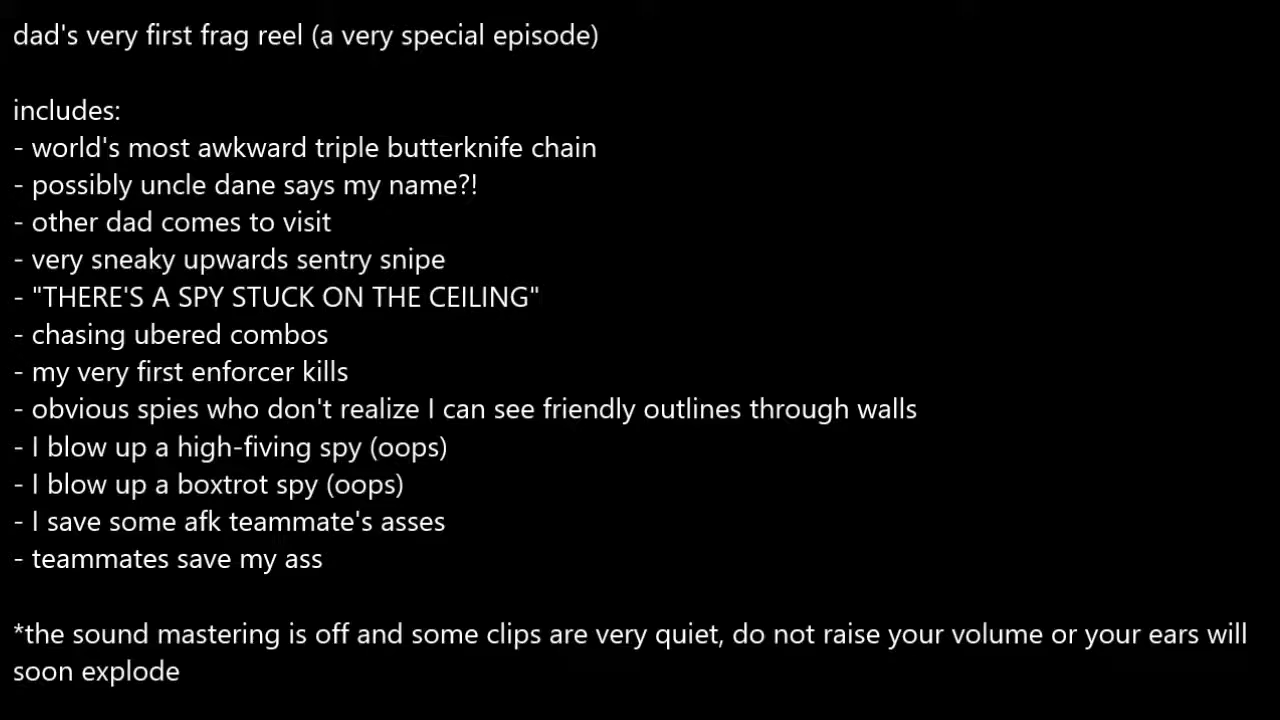 dad's very first frag reel (a very special episode)
includes:
- world's most awkward triple butterknife chain
- possibly uncle dane says my name?!
- other dad comes to visit
- very sneaky upwards sentry snipe
- "THERE'S A SPY STUCK ON THE CEILING"
- chasing ubered combos
- my very first enforcer kills
- obvious spies who don't realize I can see friendly outlines through walls
- I blow up a high-fiving spy (oops)
- I blow up a boxtrot spy (oops)
- I save some afk teammate's asses
- teammates save my ass
*the sound mastering is off and some clips are very quiet, do not raise your volume or your ears will
soon explode